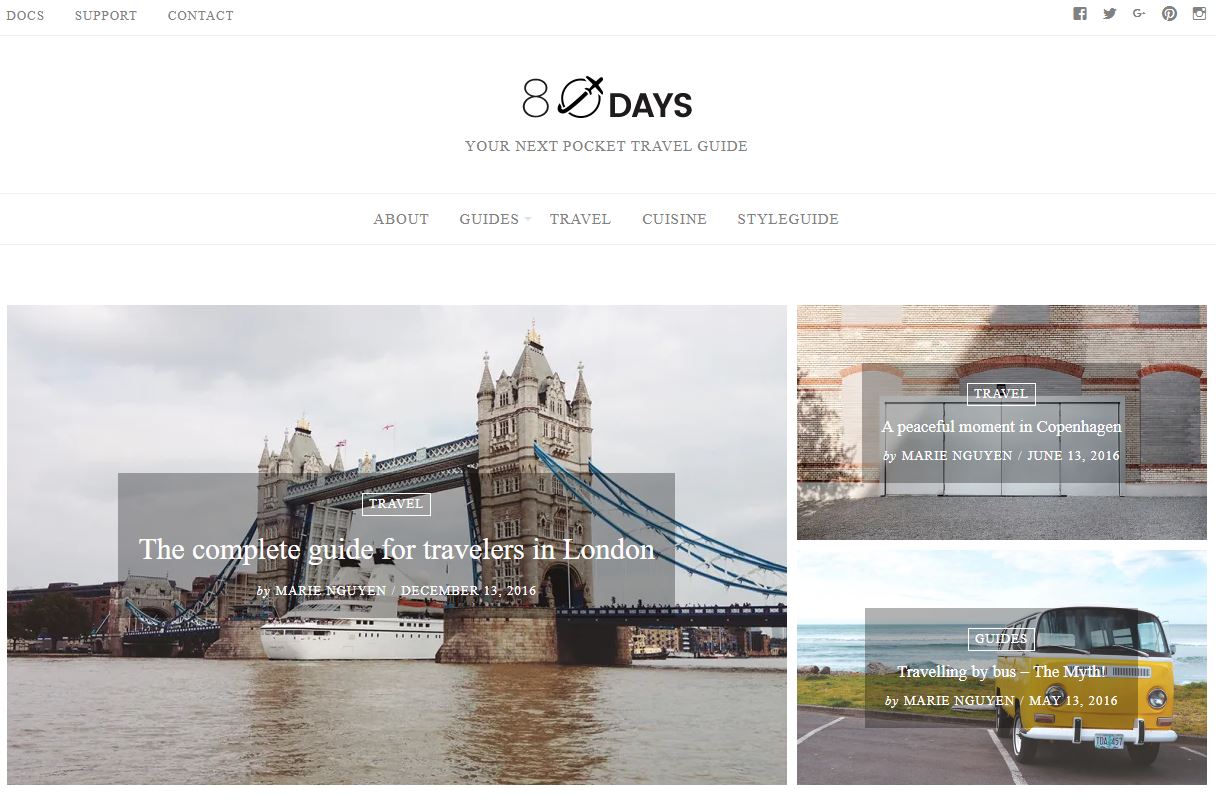 DOCS SUPPORT CONTACT
80 DAYS
YOUR NEXT POCKET TRAVEL GUIDE
ABOUT GUIDES TRAVEL CUISINE STYLEGUIDE
TRAVEL
The complete guide for travelers in London
by MARIE NGUYEN / DECEMBER 13, 2016
TRAVEL
A peaceful moment in Copenhagen
by MARIE NGUYEN / JUNE 13, 2016
GUIDES
Travelling by bus – The Myth!
by MARIE NGUYEN / MAY 13, 2016
TDA 457